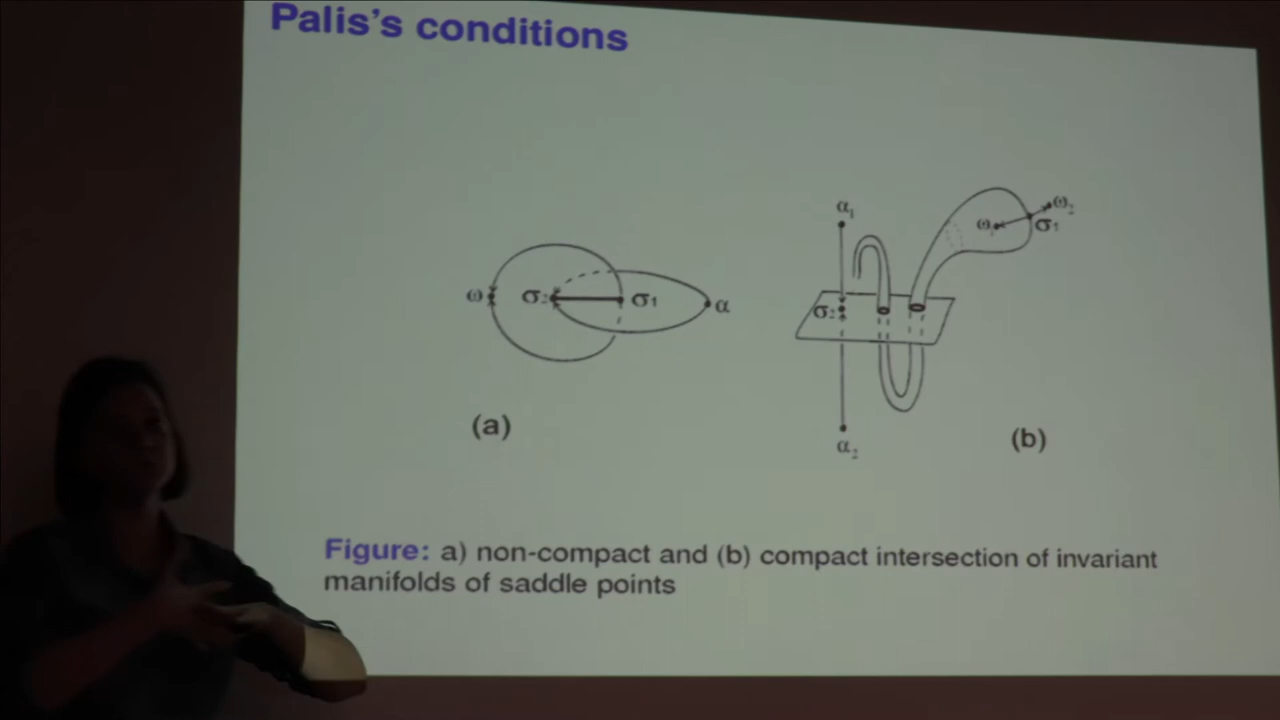 Palis's conditions
α₁
ω₂
ω₁
σ₁
ω
σ₂
σ₁
α
σ₂
(a)
(b)
α₂
Figure: a) non-compact and (b) compact intersection of invariant
manifolds of saddle points